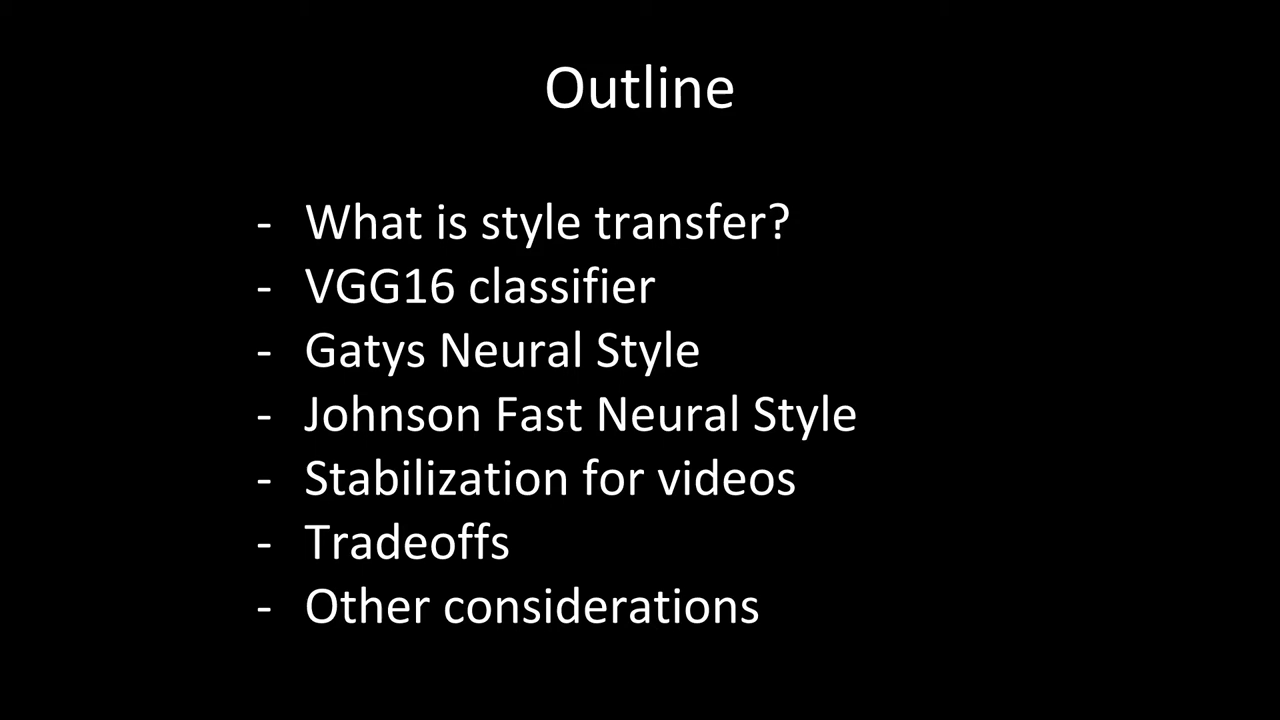 Outline
- What is style transfer?
- VGG16 classifier
- Gatys Neural Style
- Johnson Fast Neural Style
- Stabilization for videos
- Tradeoffs
- Other considerations